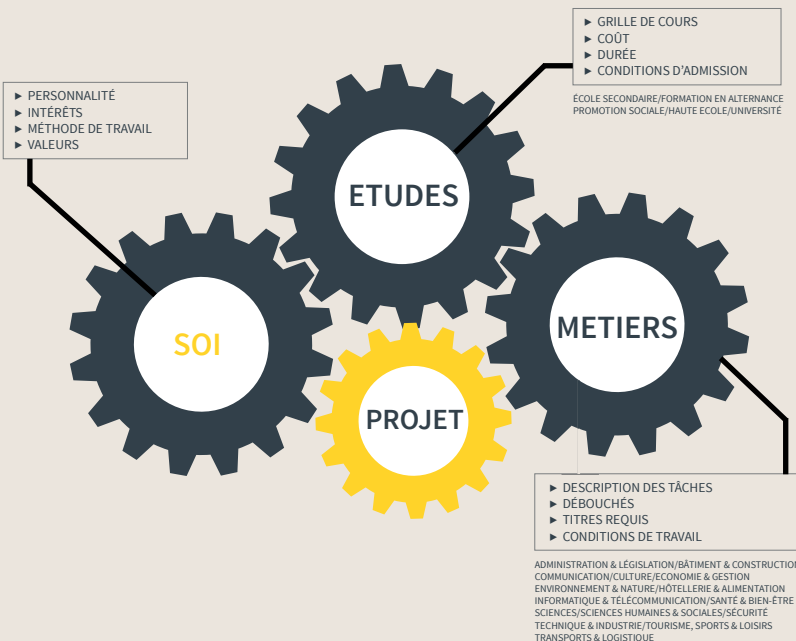 ► GRILLE DE COURS
► COÛT
► DURÉE
► CONDITIONS D'ADMISSION
ÉCOLE SECONDAIRE/FORMATION EN ALTERNANCE
PROMOTION SOCIALE/HAUTE ECOLE/UNIVERSITÉ
► PERSONNALITÉ
► INTÉRÊTS
► MÉTHODE DE TRAVAIL
► VALEURS
ETUDES
SOI
METIERS
PROJET
► DESCRIPTION DES TÂCHES
► DÉBOUCHÉS
► TITRES REQUIS
► CONDITIONS DE TRAVAIL
ADMINISTRATION & LÉGISLATION/BÂTIMENT & CONSTRUCTION
COMMUNICATION/CULTURE/ECONOMIE & GESTION
ENVIRONNEMENT & NATURE/HÔTELLERIE & ALIMENTATION
INFORMATIQUE & TÉLÉCOMMUNICATION/SANTÉ & BIEN-ÊTRE
SCIENCES/SCIENCES HUMAINES & SOCIALES/SÉCURITÉ
TECHNIQUE & INDUSTRIE/TOURISME, SPORTS & LOISIRS
TRANSPORTS & LOGISTIQUE